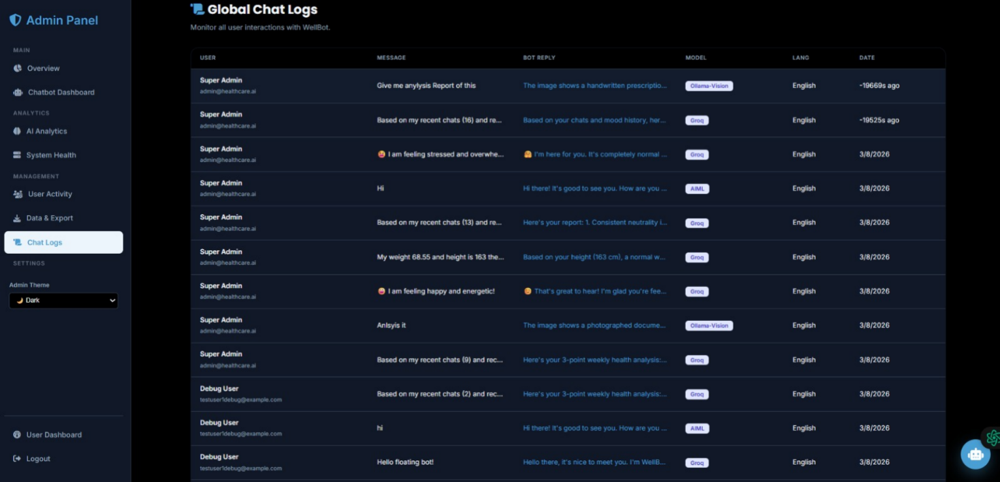 Admin Panel
MAIN
Overview
Chatbot Dashboard
ANALYTICS
AI Analytics
System Health
MANAGEMENT
User Activity
Data & Export
Chat Logs
SETTINGS
Admin Theme
Dark
User Dashboard
Logout
Global Chat Logs
Monitor all user interactions with WellBot.
USER MESSAGE BOT REPLY MODEL LANG DATE
Super Admin
admin@healthcare.ai
Give me anylysis Report of this
The image shows a handwritten prescriptio...
Ollama-Vision
English
-19669s ago
Super Admin
admin@healthcare.ai
Based on my recent chats (16) and re...
Based on your chats and mood history, her...
Groq
English
-19525s ago
Super Admin
admin@healthcare.ai
I am feeling stressed and overwhe...
I'm here for you. It's completely normal ...
Groq
English
3/8/2026
Super Admin
admin@healthcare.ai
Hi
Hi there! It's good to see you. How are you ...
AIML
English
3/8/2026
Super Admin
admin@healthcare.ai
Based on my recent chats (13) and re...
Here's your report: 1. Consistent neutrality i...
Groq
English
3/8/2026
Super Admin
admin@healthcare.ai
My weight 68.55 and height is 163 the...
Based on your height (163 cm), a normal w...
Groq
English
3/8/2026
Super Admin
admin@healthcare.ai
I am feeling happy and energetic!
That's great to hear! I'm glad you're fee...
Groq
English
3/8/2026
Super Admin
admin@healthcare.ai
Anlsyis it
The image shows a photographed docume...
Ollama-Vision
English
3/8/2026
Super Admin
admin@healthcare.ai
Based on my recent chats (9) and rec...
Here's your 3-point weekly health analysis:...
Groq
English
3/8/2026
Debug User
testuser1debug@example.com
Based on my recent chats (2) and rec...
Here's your 3-point weekly health analysis:...
Groq
English
3/8/2026
Debug User
testuser1debug@example.com
hi
Hi there! It's good to see you. How are you ...
AIML
English
3/8/2026
Debug User
testuser1debug@example.com
Hello floating bot!
Hello there, it's nice to meet you. I'm WellB...
Groq
English
3/8/2026